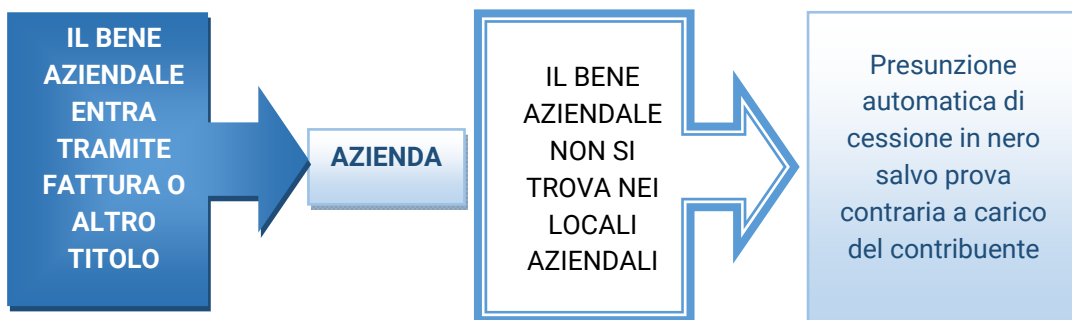 IL BENE
AZIENDALE
ENTRA
TRAMITE
FATTURA O
ALTRO
TITOLO
AZIENDA
IL BENE
AZIENDALE
NON SI
TROVA NEI
LOCALI
AZIENDALI
Presunzione
automatica di
cessione in nero
salvo prova
contraria a carico
del contribuente